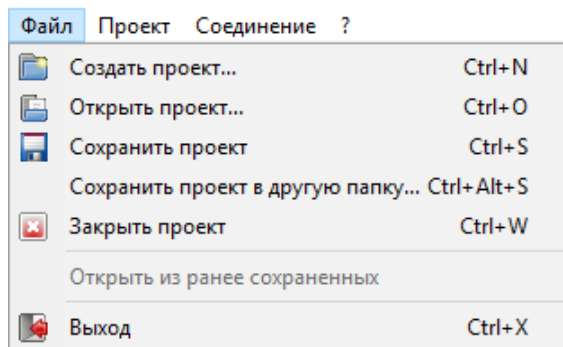 Файл Проект Соединение ?
Создать проект... Ctrl+N
Открыть проект... Ctrl+O
Сохранить проект Ctrl+S
Сохранить проект в другую папку... Ctrl+Alt+S
Закрыть проект Ctrl+W
Открыть из ранее сохраненных
Выход Ctrl+X